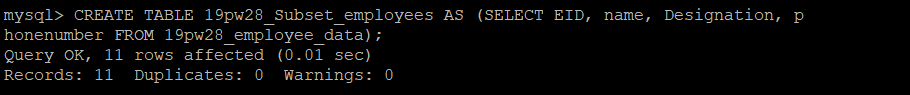 mysql> CREATE TABLE 19pw28_Subset_employees AS (SELECT EID, name, Designation, p
honenumber FROM 19pw28_employee_data);
Query OK, 11 rows affected (0.01 sec)
Records: 11  Duplicates: 0  Warnings: 0